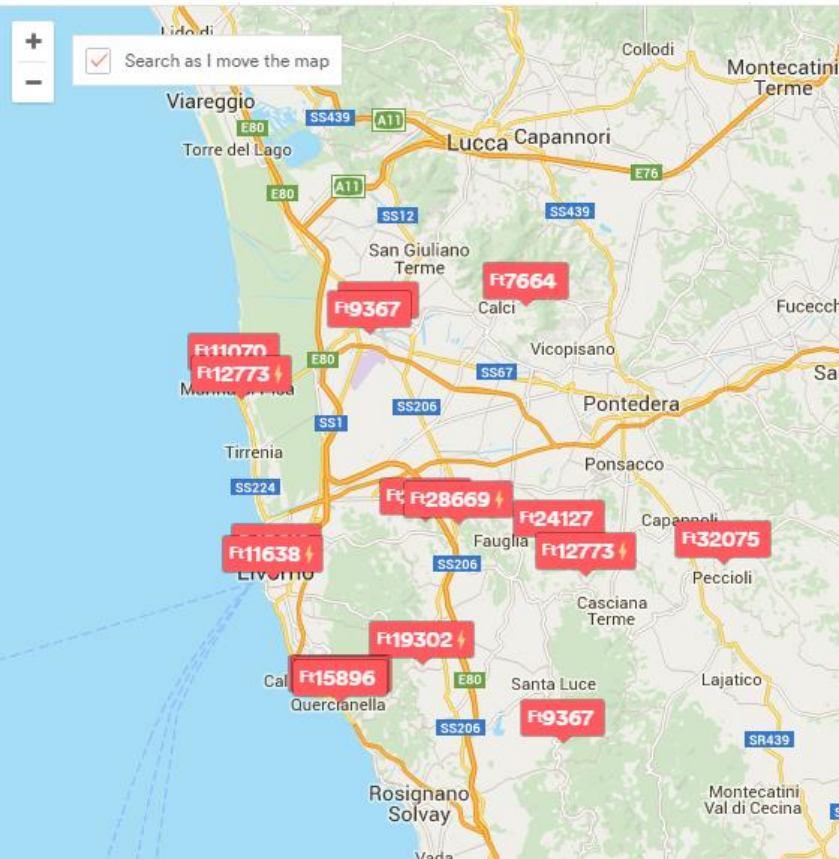 +
−
Search as I move the map
Lido di
Collodi
Montecatini
Terme
Viareggio
E80
SS439
A11
Lucca
Capannori
Torre del Lago
E76
E80
A11
SS12
SS439
San Giuliano
Terme
Ft7664
Calci
Ft9367
Fucecch
Ft11070
Vicopisano
E80
SS67
Sa
Ft12773
SS206
Pontedera
SS1
Tirrenia
Ponsacco
SS224
Ft28669
Ft24127
Fauglia
Ft32075
Ft11638
Ft12773
Livorno
SS206
Peccioli
Casciana
Terme
Ft19302
Ft15896
E80
Santa Luce
Lajatico
Quercianella
Ft9367
SS206
SR439
Rosignano
Solvay
Montecatini
Val di Cecina
Vada